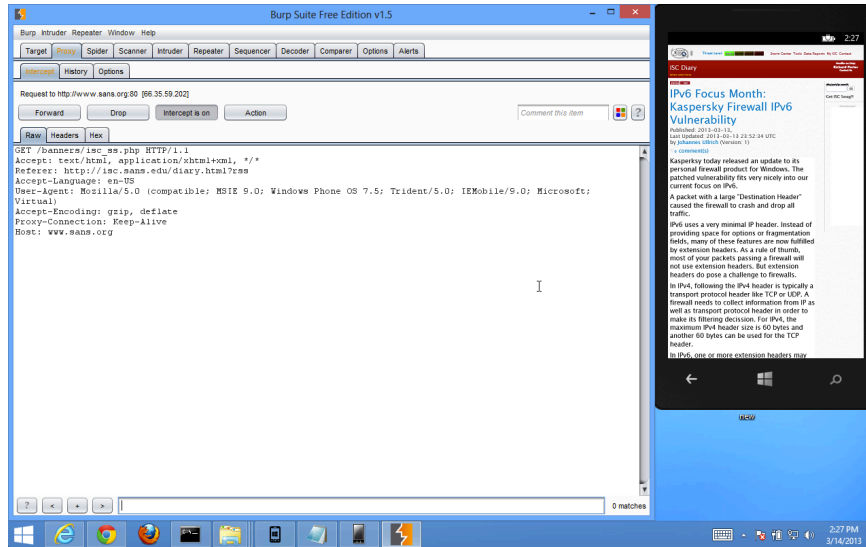 Burp Suite Free Edition v1.5
Burp Intruder Repeater Window Help
Target Proxy Spider Scanner Intruder Repeater Sequencer Decoder Comparer Options Alerts
Intercept History Options
Request to http://www.sans.org:80 [66.35.59.202]
Forward Drop Intercept is on Action Comment this item ?
Raw Headers Hex
GET /banners/isc_ss.php HTTP/1.1
Accept: text/html, application/xhtml+xml, */*
Referer: http://isc.sans.edu/diary.html?rss
Accept-Language: en-US
User-Agent: Mozilla/5.0 (compatible; MSIE 9.0; Windows Phone OS 7.5; Trident/5.0; IEMobile/9.0; Microsoft;
Virtual)
Accept-Encoding: gzip, deflate
Proxy-Connection: Keep-Alive
Host: www.sans.org
? < + > 0 matches
2:27
ISC Diary
IPv6 Focus Month:
Kaspersky Firewall IPv6
Vulnerability
Published: 2013-03-13,
Last Updated: 2013-03-13 23:52:34 UTC
by Johannes Ullrich (Version: 1)
comment(s)
Kasperksy today released an update to its
personal firewall product for Windows. The
patched vulnerability fits very nicely into our
current focus on IPv6.
A packet with a large "Destination Header"
caused the firewall to crash and drop all
traffic.
IPv6 uses a very minimal IP header. Instead of
providing space for options or fragmentation
fields, many of these features are now fulfilled
by extension headers. As a rule of thumb,
most of your packets passing a firewall will
not use extension headers. But extension
headers do pose a challenge to firewalls.
In IPv4, following the IPv4 header is typically a
transport protocol header like TCP or UDP. A
firewall needs to collect information from IP as
well as transport protocol header in order to
make its filtering decission. For IPv4, the
maximum IPv4 header size is 60 bytes and
another 60 bytes can be used for the TCP
header.
In IPv6, one or more extension headers may
Get ISC Swag!!
new
2:27 PM
3/14/2013